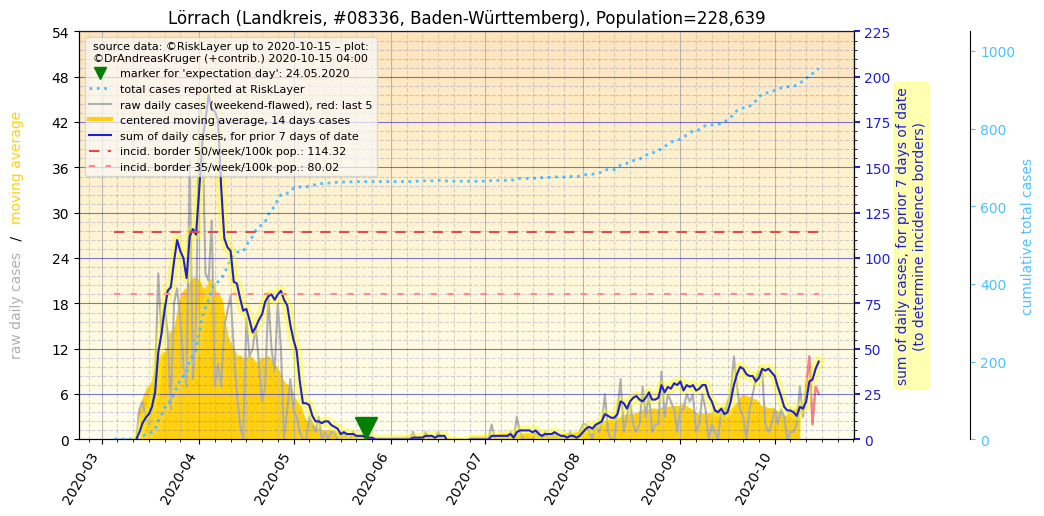 Lörrach (Landkreis, #08336, Baden-Württemberg), Population=228,639
source data: ©RiskLayer up to 2020-10-15 – plot:
©DrAndreasKruger (+contrib.) 2020-10-15 04:00
marker for 'expectation day': 24.05.2020
total cases reported at RiskLayer
raw daily cases (weekend-flawed), red: last 5
centered moving average, 14 days cases
sum of daily cases, for prior 7 days of date
incid. border 50/week/100k pop.: 114.32
incid. border 35/week/100k pop.: 80.02
raw daily cases / moving average
54
48
42
36
30
24
18
12
6
0
2020-03
2020-04
2020-05
2020-06
2020-07
2020-08
2020-09
2020-10
225
200
175
150
125
100
75
50
25
0
sum of daily cases, for prior 7 days of date
(to determine incidence borders)
1000
800
600
400
200
0
cumulative total cases